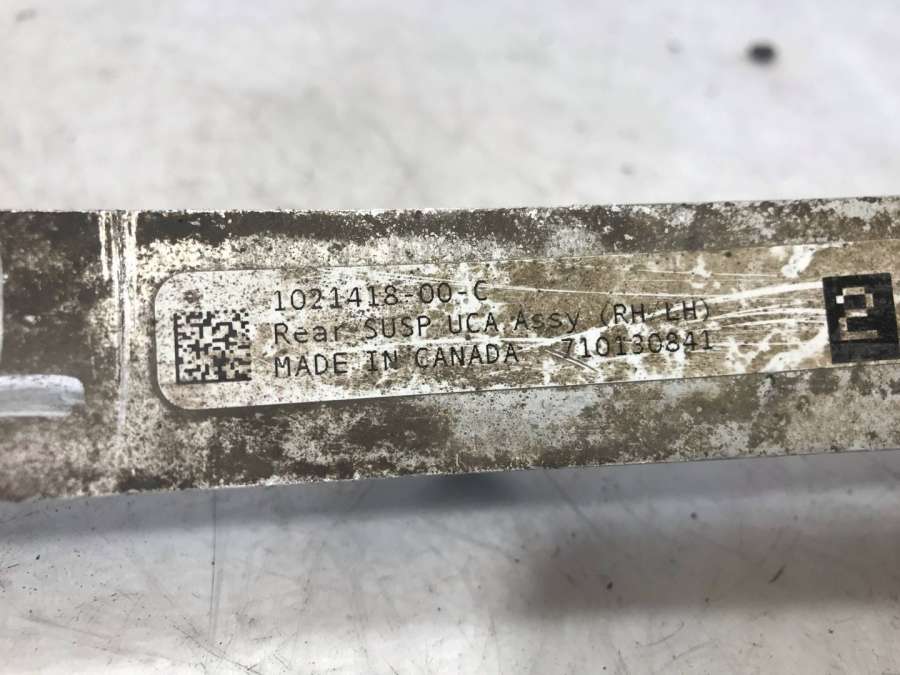 1021418-00-C
Rear SUSP UCA Assy (RH/LH)
MADE IN CANADA 710130841